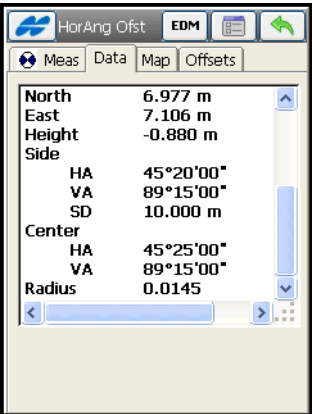 HorAng Ofst EDM
Meas Data Map Offsets
North 6.977 m
East 7.106 m
Height -0.880 m
Side
HA 45°20'00"
VA 89°15'00"
SD 10.000 m
Center
HA 45°25'00"
VA 89°15'00"
Radius 0.0145